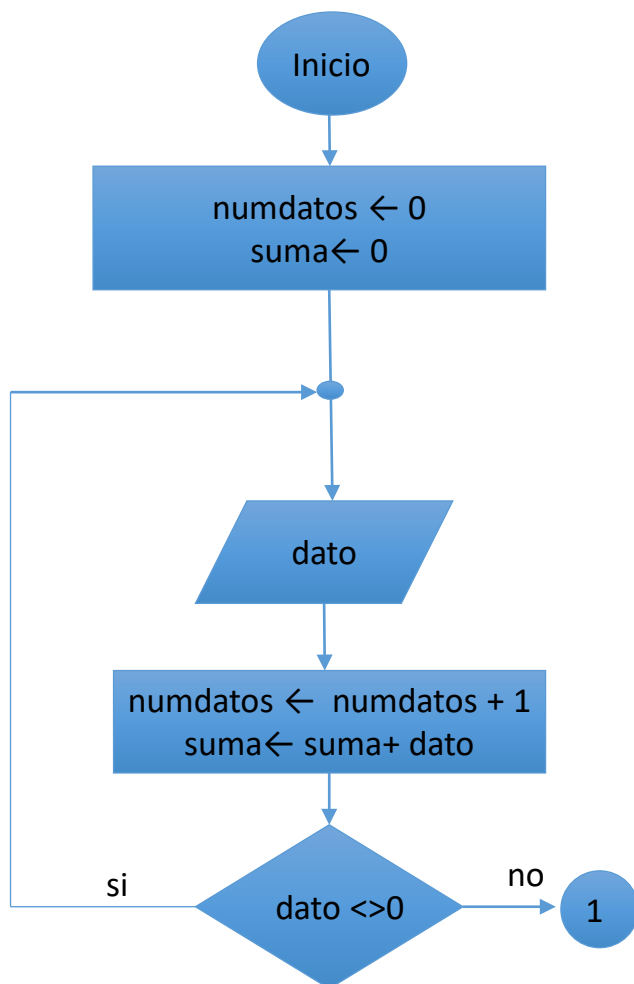 Inicio
numdatos ← 0
suma← 0
dato
numdatos ← numdatos + 1
suma← suma+ dato
si
dato <>0
no
1